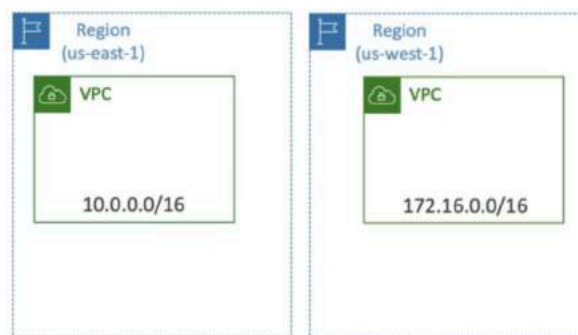 Region
(us-east-1)
VPC
10.0.0.0/16
Region
(us-west-1)
VPC
172.16.0.0/16